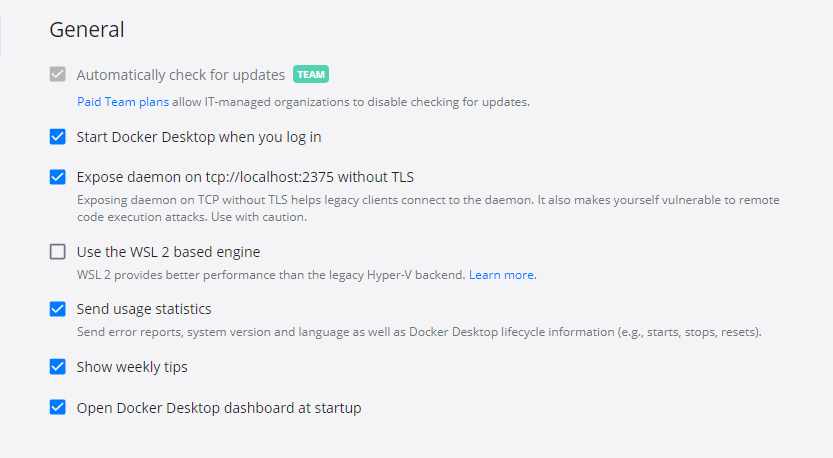 General
Automatically check for updates TEAM
Paid Team plans allow IT-managed organizations to disable checking for updates.
Start Docker Desktop when you log in
Expose daemon on tcp://localhost:2375 without TLS
Exposing daemon on TCP without TLS helps legacy clients connect to the daemon. It also makes yourself vulnerable to remote
code execution attacks. Use with caution.
Use the WSL 2 based engine
WSL 2 provides better performance than the legacy Hyper-V backend. Learn more.
Send usage statistics
Send error reports, system version and language as well as Docker Desktop lifecycle information (e.g., starts, stops, resets).
Show weekly tips
Open Docker Desktop dashboard at startup